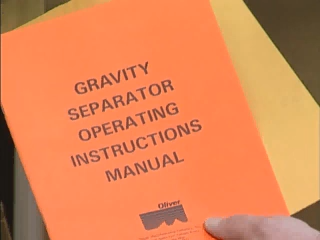 GRAVITY
SEPARATOR
OPERATING
INSTRUCTIONS
MANUAL
Oliver